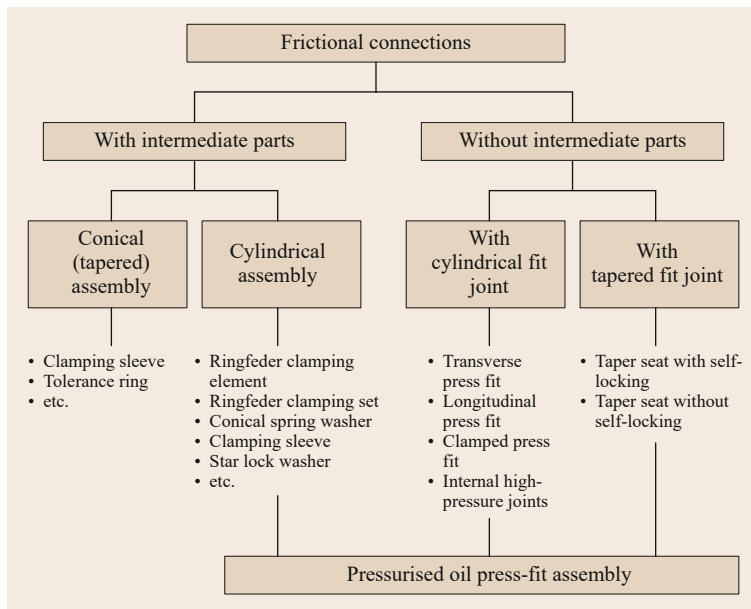 Frictional connections
With intermediate parts
Without intermediate parts
Conical
(tapered)
assembly
Cylindrical
assembly
With
cylindrical fit
joint
With
tapered fit joint
• Clamping sleeve
• Tolerance ring
• etc.
• Ringfeder clamping
element
• Ringfeder clamping set
• Conical spring washer
• Clamping sleeve
• Star lock washer
• etc.
• Transverse
press fit
• Longitudinal
press fit
• Clamped press
fit
• Internal high-
pressure joints
• Taper seat with self-
locking
• Taper seat without
self-locking
Pressurised oil press-fit assembly